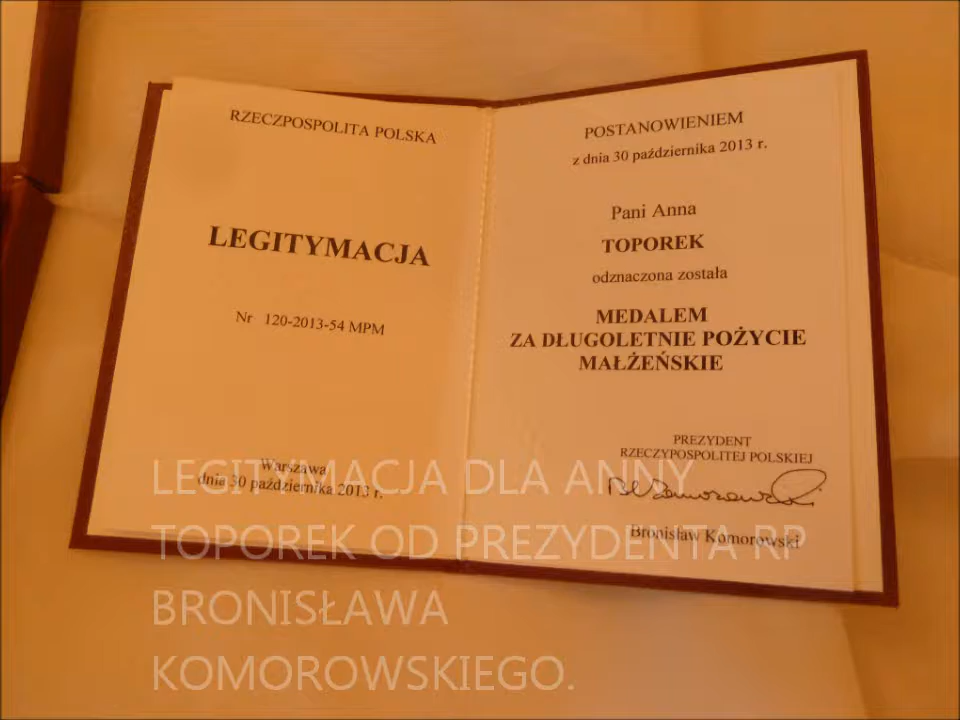 RZECZPOSPOLITA POLSKA
LEGITYMACJA
Nr 120-2013-54 MPM
Warszawa
dnia 30 października 2013 r.
POSTANOWIENIEM
z dnia 30 października 2013 r.
Pani Anna
TOPOREK
odznaczona została
MEDALEM
ZA DŁUGOLETNIE POŻYCIE
MAŁŻEŃSKIE
PREZYDENT
RZECZYPOSPOLITEJ POLSKIEJ
Bronisław Komorowski
LEGITYMACJA DLA ANNY
TOPOREK OD PREZYDENTA RP
BRONISŁAWA
KOMOROWSKIEGO.